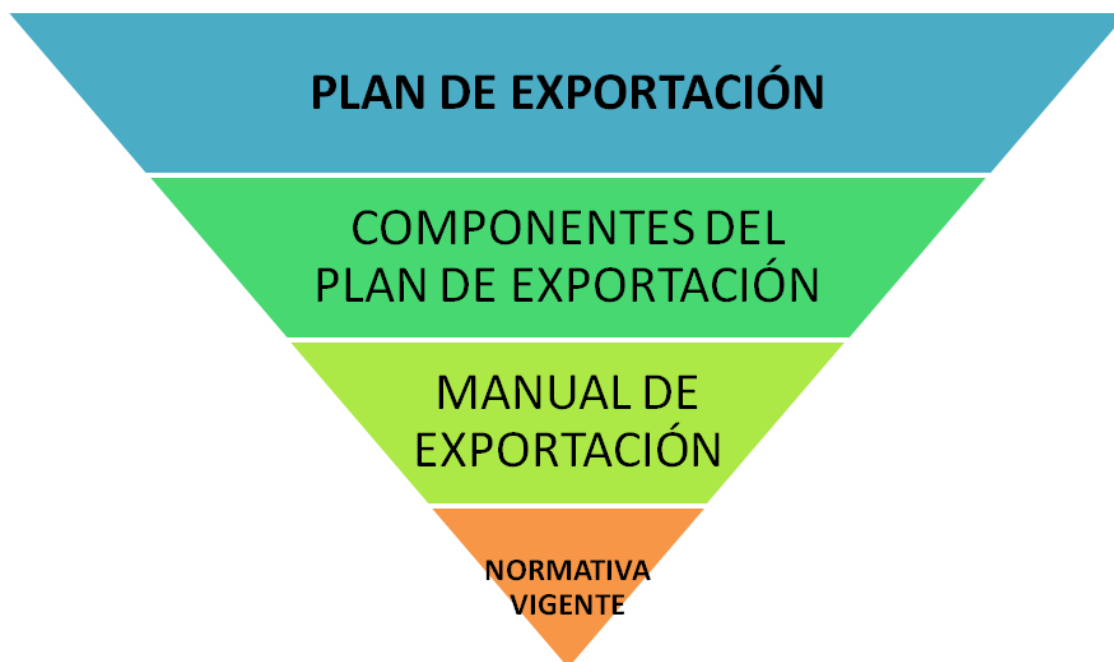 PLAN DE EXPORTACIÓN
COMPONENTES DEL
PLAN DE EXPORTACIÓN
MANUAL DE
EXPORTACIÓN
NORMATIVA
VIGENTE